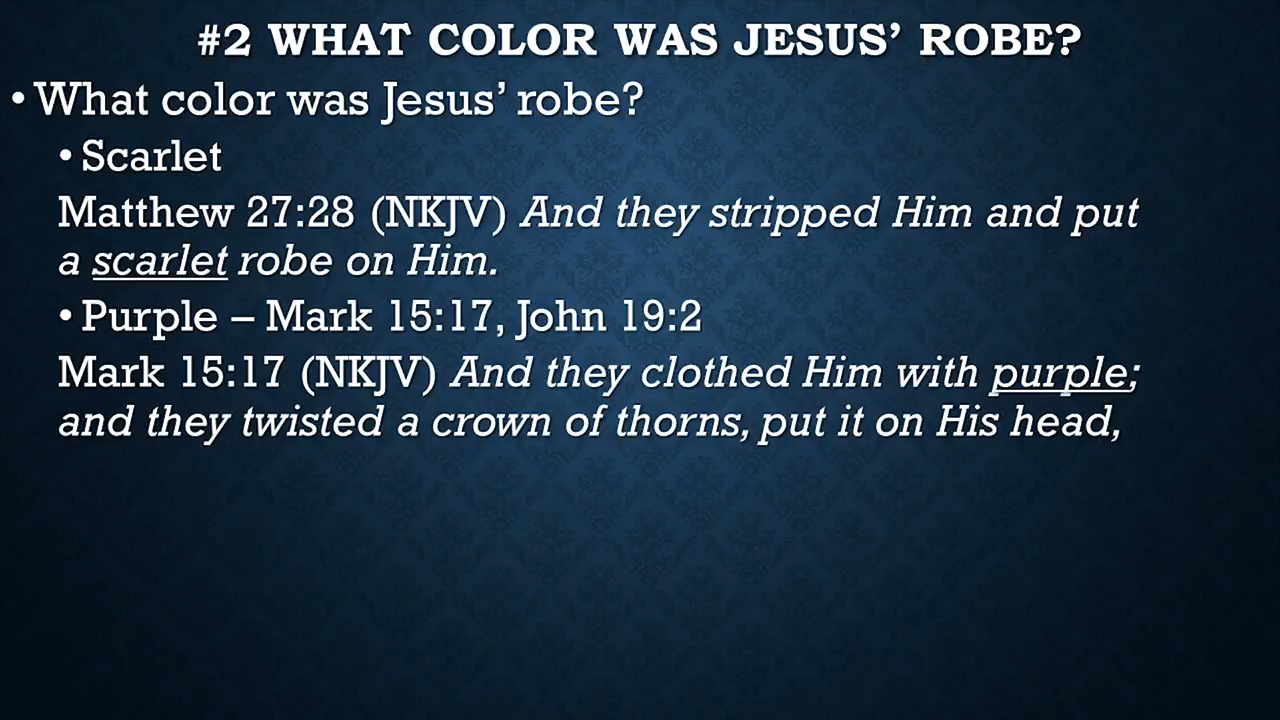 #2 WHAT COLOR WAS JESUS’ ROBE?
• What color was Jesus’ robe?
• Scarlet
Matthew 27:28 (NKJV) And they stripped Him and put
a scarlet robe on Him.
• Purple – Mark 15:17, John 19:2
Mark 15:17 (NKJV) And they clothed Him with purple;
and they twisted a crown of thorns, put it on His head,